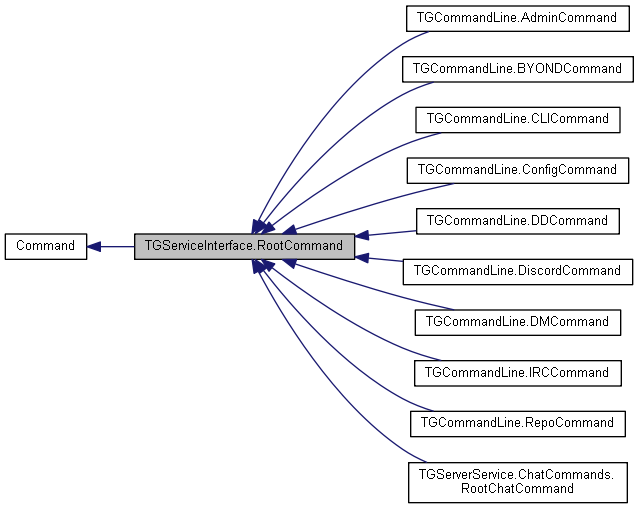 TGCommandLine.AdminCommand
TGCommandLine.BYONDCommand
TGCommandLine.CLICommand
TGCommandLine.ConfigCommand
TGCommandLine.DDCommand
Command
TGServiceInterface.RootCommand
TGCommandLine.DiscordCommand
TGCommandLine.DMCommand
TGCommandLine.IRCCommand
TGCommandLine.RepoCommand
TGServerService.ChatCommands.
RootChatCommand